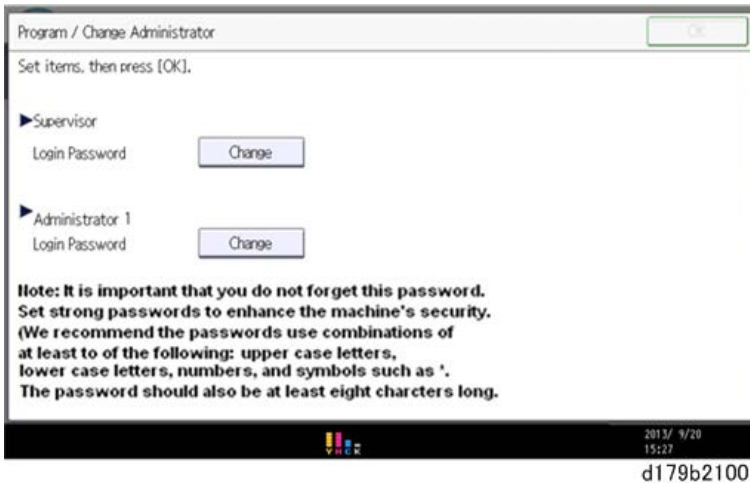 Program / Change Administrator
OK
Set items, then press [OK].
►Supervisor
Login Password
Change
►Administrator 1
Login Password
Change
Note: It is important that you do not forget this password.
Set strong passwords to enhance the machine's security.
(We recommend the passwords use combinations of
at least to of the following: upper case letters,
lower case letters, numbers, and symbols such as '.
The password should also be at least eight charcters long.
Y M C K
2013/ 9/20
15:27
d179b2100